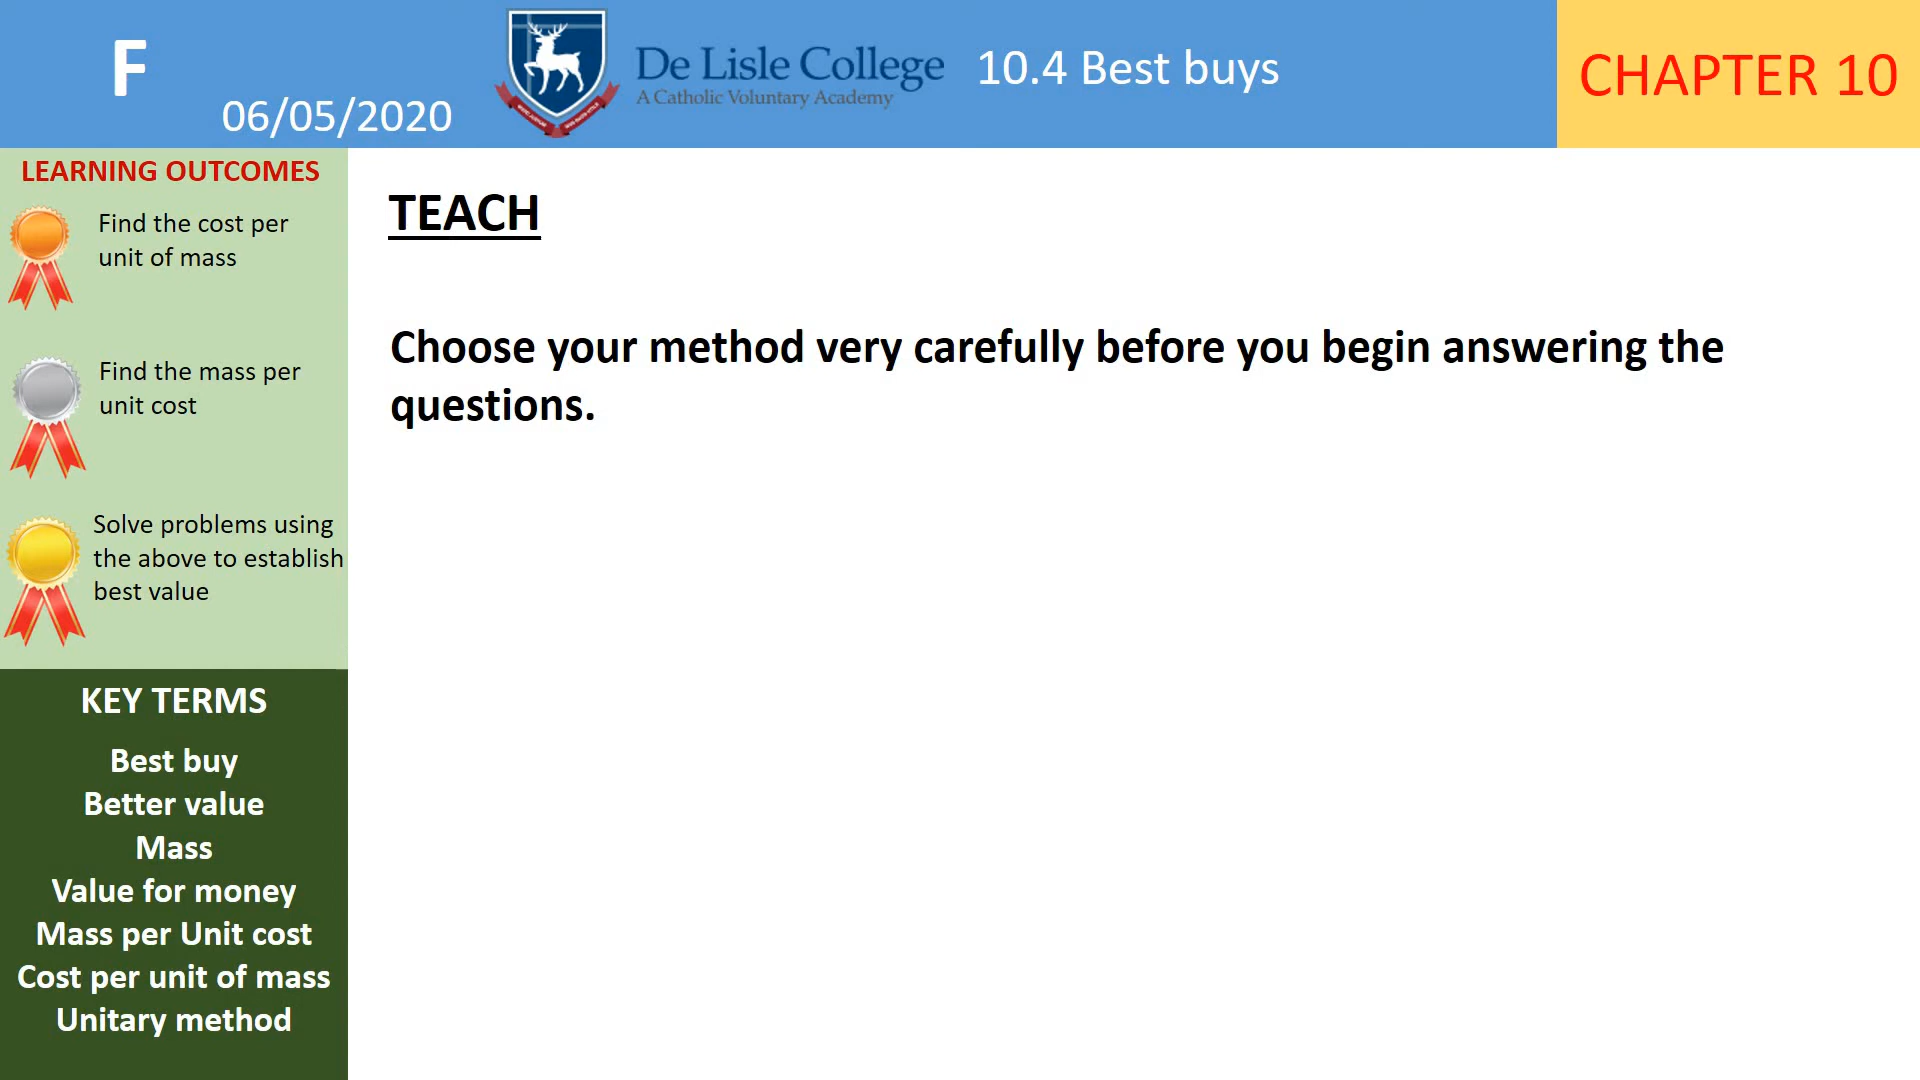 F
06/05/2020
De Lisle College
A Catholic Voluntary Academy
10.4 Best buys
CHAPTER 10
LEARNING OUTCOMES
Find the cost per
unit of mass
Find the mass per
unit cost
Solve problems using
the above to establish
best value
KEY TERMS
Best buy
Better value
Mass
Value for money
Mass per Unit cost
Cost per unit of mass
Unitary method
TEACH
Choose your method very carefully before you begin answering the
questions.